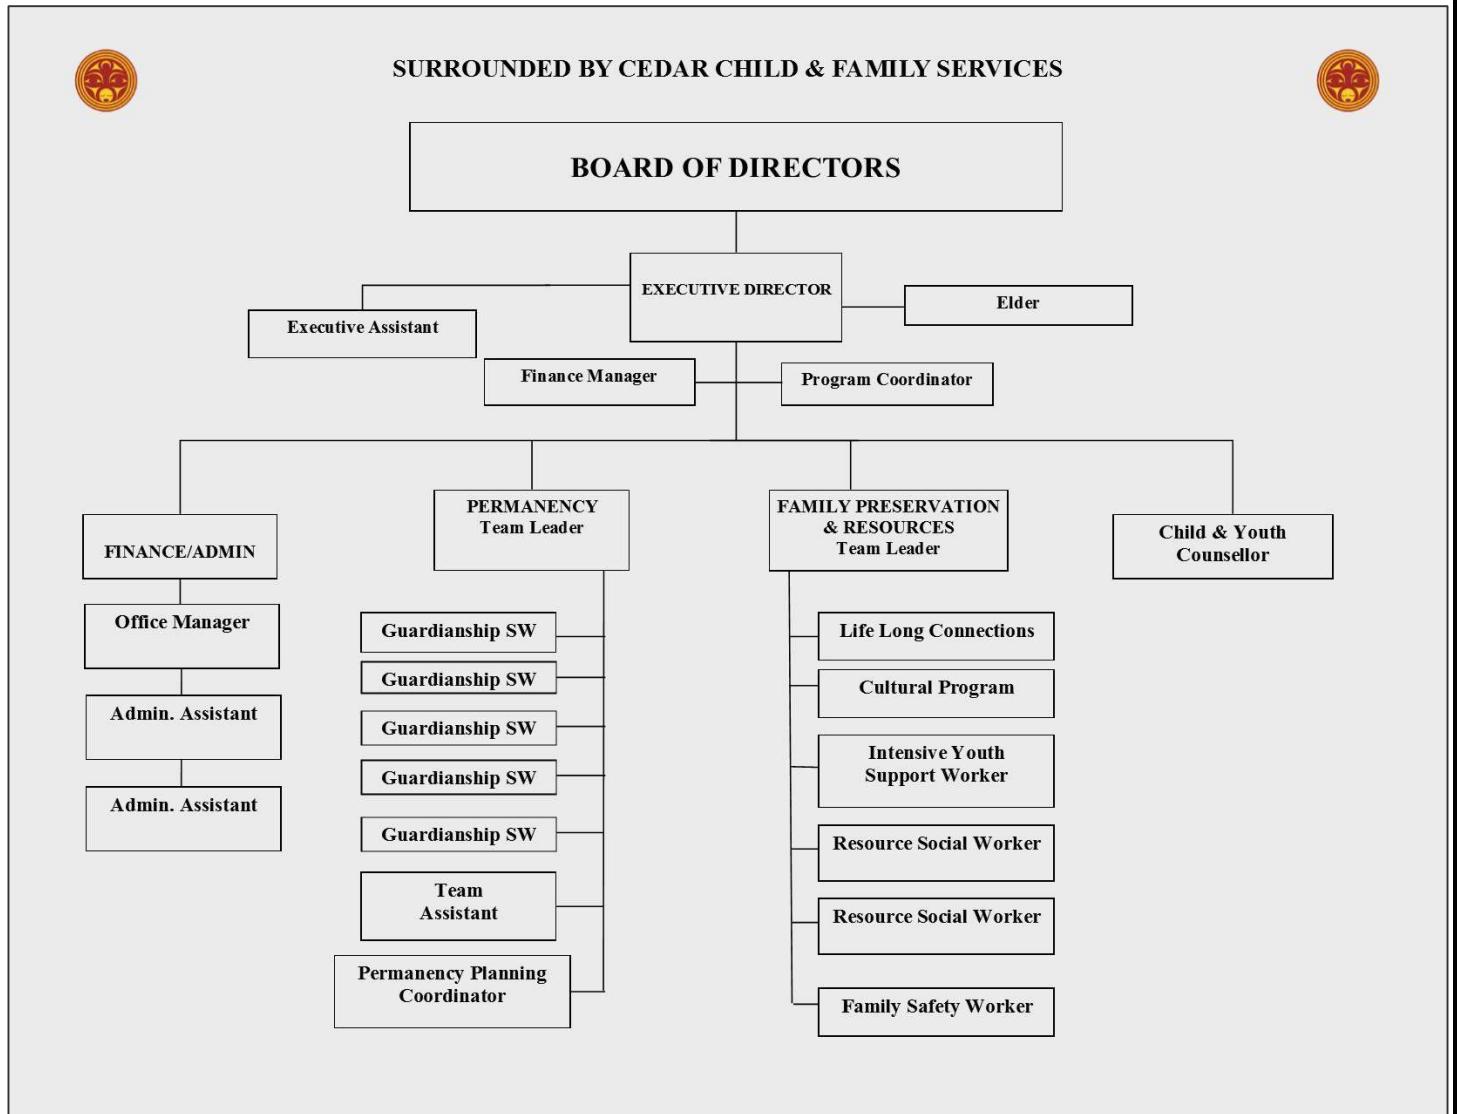 SURROUNDED BY CEDAR CHILD & FAMILY SERVICES
BOARD OF DIRECTORS
EXECUTIVE DIRECTOR
Elder
Executive Assistant
Finance Manager
Program Coordinator
FINANCE/ADMIN
Office Manager
Admin. Assistant
Admin. Assistant
PERMANENCY
Team Leader
Guardianship SW
Guardianship SW
Guardianship SW
Guardianship SW
Guardianship SW
Team
Assistant
Permanency Planning
Coordinator
FAMILY PRESERVATION
& RESOURCES
Team Leader
Life Long Connections
Cultural Program
Intensive Youth
Support Worker
Resource Social Worker
Resource Social Worker
Family Safety Worker
Child & Youth
Counsellor